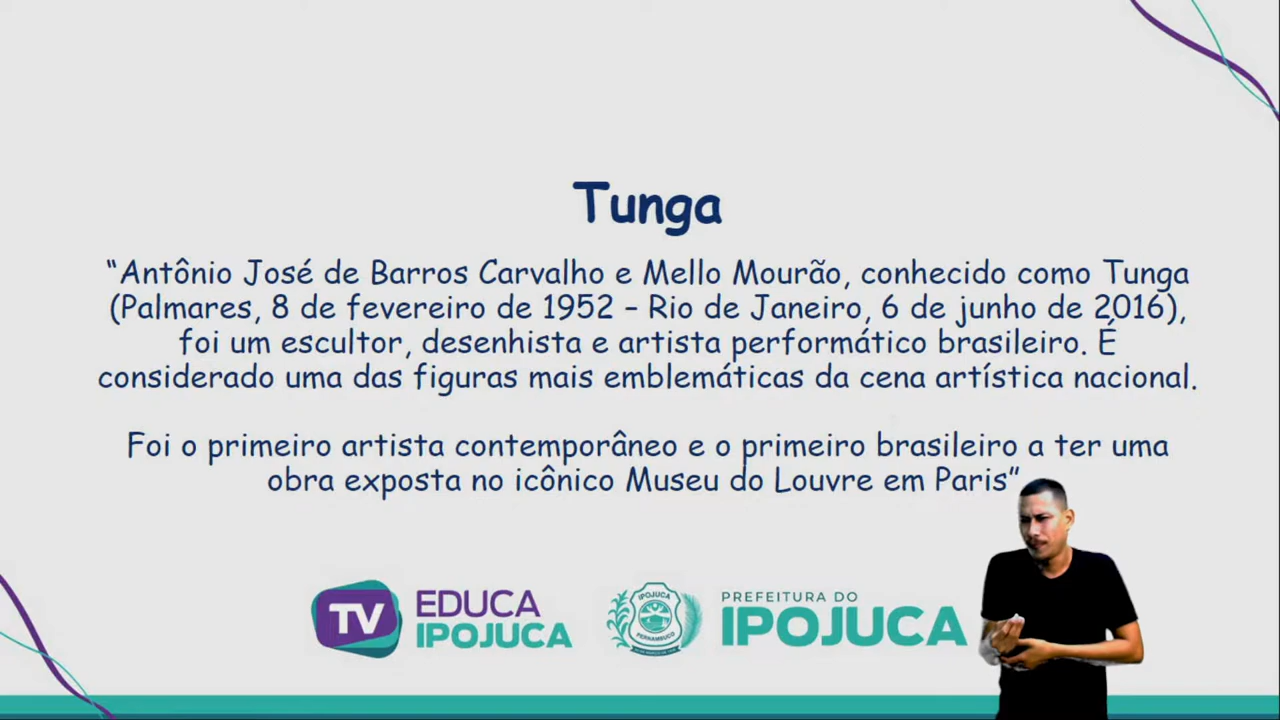 Tunga
“Antônio José de Barros Carvalho e Mello Mourão, conhecido como Tunga
(Palmares, 8 de fevereiro de 1952 – Rio de Janeiro, 6 de junho de 2016),
foi um escultor, desenhista e artista performático brasileiro. É
considerado uma das figuras mais emblemáticas da cena artística nacional.
Foi o primeiro artista contemporâneo e o primeiro brasileiro a ter uma
obra exposta no icônico Museu do Louvre em Paris”
TV EDUCA
IPOJUCA
IPOJUCA
PERNAMBUCO
PREFEITURA DO
IPOJUCA